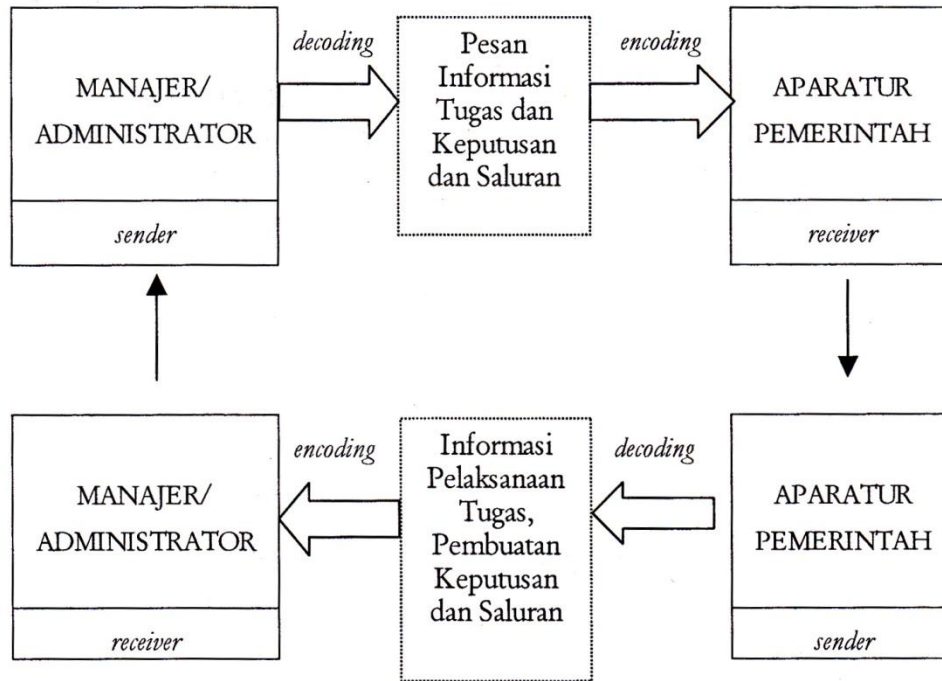 decoding
encoding
MANAJER/
ADMINISTRATOR
sender
Pesan
Informasi
Tugas dan
Keputusan
dan Saluran
APARATUR
PEMERINTAH
receiver
encoding
decoding
MANAJER/
ADMINISTRATOR
receiver
Informasi
Pelaksanaan
Tugas,
Pembuatan
Keputusan
dan Saluran
APARATUR
PEMERINTAH
sender